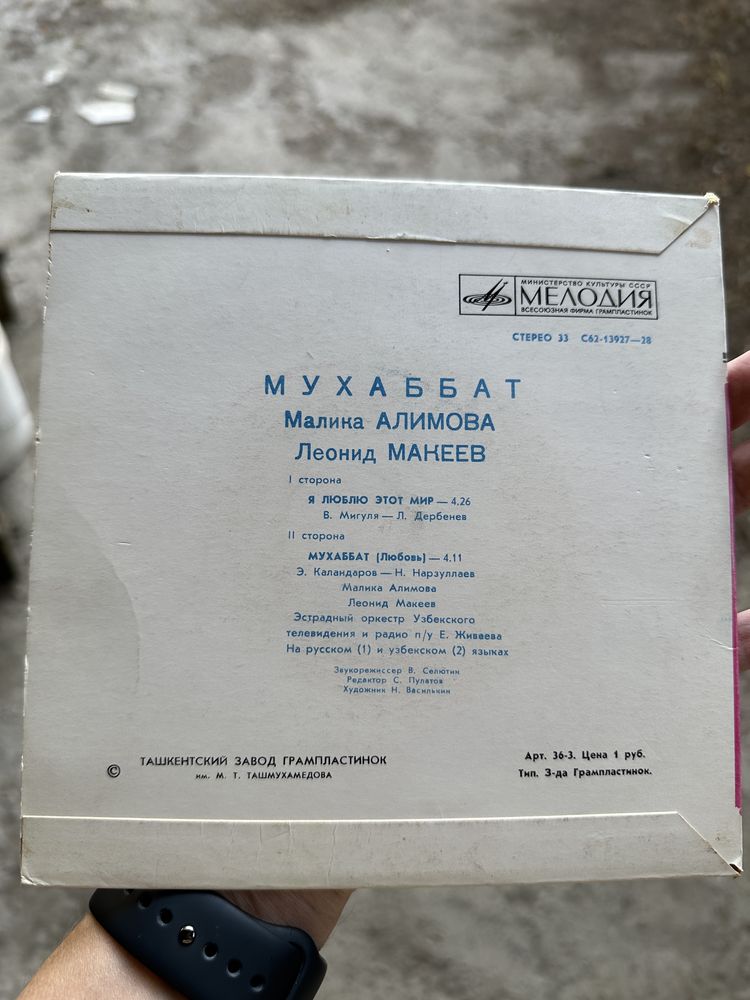 МИНИСТЕРСТВО КУЛЬТУРЫ СССР
МЕЛОДИЯ
ВСЕСОЮЗНАЯ ФИРМА ГРАМПЛАСТИНОК
СТЕРЕО 33 С62-13927—28
МУХАББАТ
Малика АЛИМОВА
Леонид МАКЕЕВ
I сторона
Я ЛЮБЛЮ ЭТОТ МИР — 4.26
В. Мигуля — Л. Дербенев
II сторона
МУХАББАТ (Любовь) — 4.11
Э. Каландаров — Н. Нарзуллаев
Малика Алимова
Леонид Макеев
Эстрадный оркестр Узбекского
телевидения и радио п/у Е. Живаева
На русском (1) и узбекском (2) языках
Звукорежиссер В. Селютин
Редактор С. Пулатов
Художник Н. Василькин
© ТАШКЕНТСКИЙ ЗАВОД ГРАМПЛАСТИНОК
им. М. Т. ТАШМУХАМЕДОВА
Арт. 36-3. Цена 1 руб.
Тип. З-да Грампластинок.